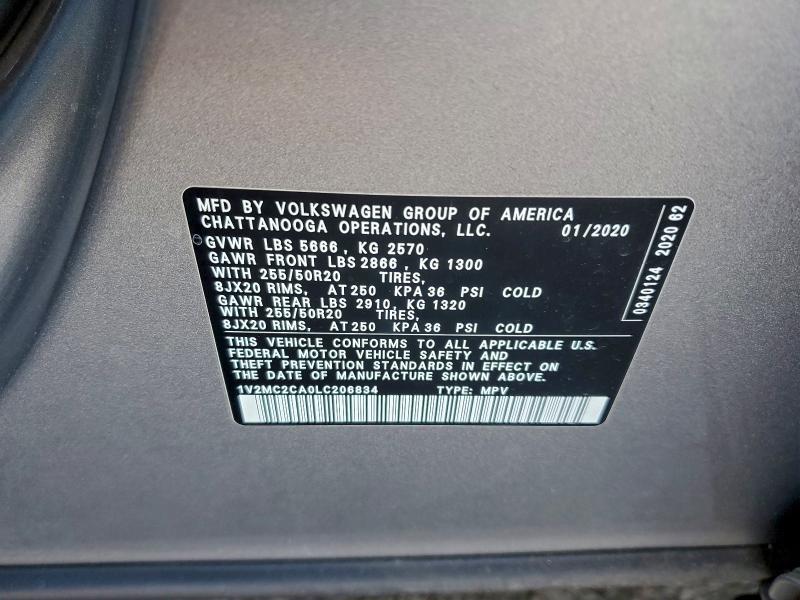 MFD BY VOLKSWAGEN GROUP OF AMERICA
CHATTANOOGA OPERATIONS, LLC. 01/2020
GVWR LBS 5666, KG 2570
GAWR FRONT LBS 2866, KG 1300
WITH 255/50R20 TIRES,
8JX20 RIMS, AT 250 KPA 36 PSI COLD
GAWR REAR LBS 2910, KG 1320
WITH 255/50R20 TIRES,
8JX20 RIMS, AT 250 KPA 36 PSI COLD
THIS VEHICLE CONFORMS TO ALL APPLICABLE U.S.
FEDERAL MOTOR VEHICLE SAFETY AND
THEFT PREVENTION STANDARDS IN EFFECT ON
THE DATE OF MANUFACTURE SHOWN ABOVE.
1V2MC2CA0LC206834 TYPE: MPV
0340124 2020 62